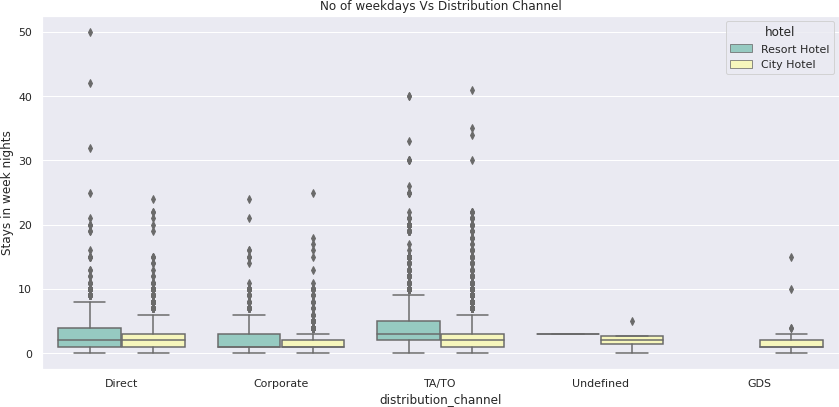 No of weekdays Vs Distribution Channel
hotel
Resort Hotel
City Hotel
Stays in week nights
50
40
30
20
10
0
Direct Corporate TA/TO Undefined GDS
distribution_channel